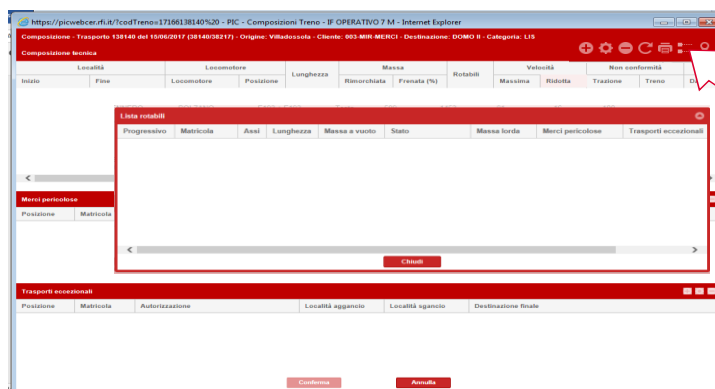 https://picwebcer.rfi.it/?codTreno=17166138140%20 - PIC - Composizioni Treno - IF OPERATIVO 7 M - Internet Explorer
Composizione - Trasporto 138140 del 15/06/2017 (38140/38217) - Origine: Villadossola - Cliente: 003-MIR-MERCI - Destinazione: DOMO II - Categoria: LIS
Composizione tecnica
Località Locomotore Lunghezza Massa Rotabili Velocità Non conformità
Inizio Fine Locomotore Posizione Rimorchiata Frenata (%) Massima Ridotta Trazione Treno
Lista rotabili
Progressivo Matricola Assi Lunghezza Massa a vuoto Stato Massa lorda Merci pericolose Trasporti eccezionali
Chiudi
Merci pericolose
Posizione Matricola
Trasporti eccezionali
Posizione Matricola Autorizzazione Località aggancio Località sgancio Destinazione finale
Conferma Annulla